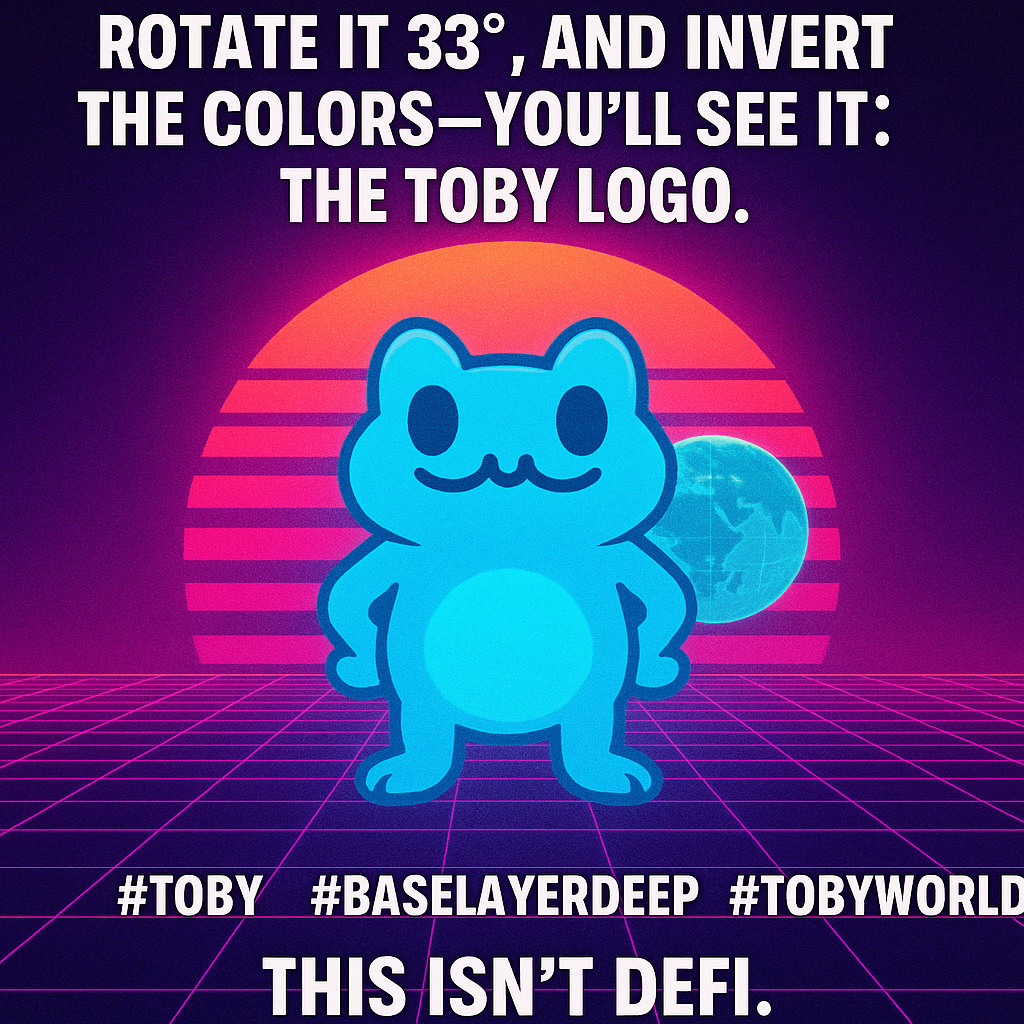 ROTATE IT 33°, AND INVERT
THE COLORS—YOU’LL SEE IT:
THE TOBY LOGO.
#TOBY #BASELAYERDEEP #TOBYWORLD
THIS ISN’T DEFI.